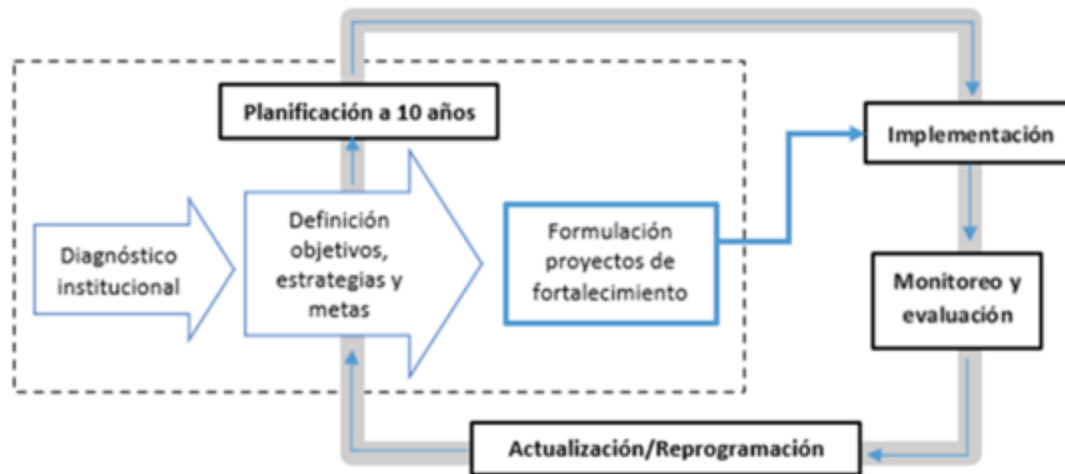 Planificación a 10 años
Implementación
Diagnóstico
institucional
Definición
objetivos,
estrategias y
metas
Formulación
proyectos de
fortalecimiento
Monitoreo y
evaluación
Actualización/Reprogramación